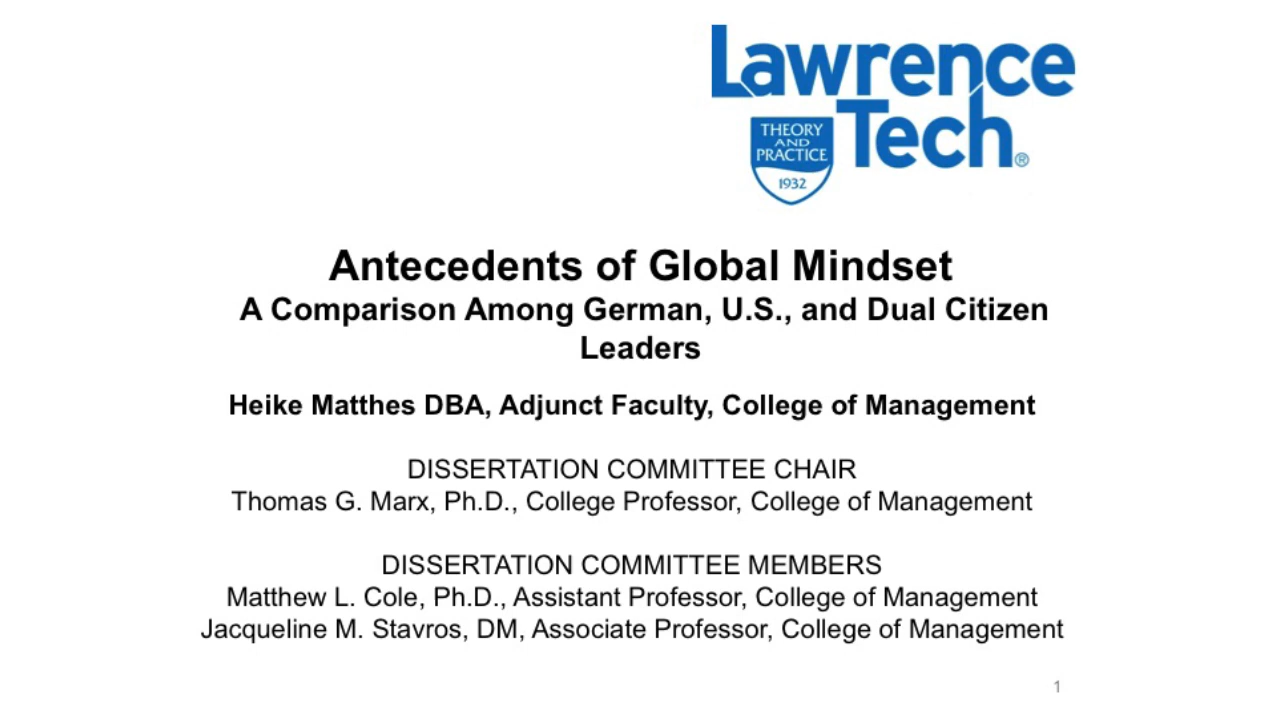 Lawrence
Tech®
THEORY
AND
PRACTICE
1932
Antecedents of Global Mindset
A Comparison Among German, U.S., and Dual Citizen
Leaders
Heike Matthes DBA, Adjunct Faculty, College of Management
DISSERTATION COMMITTEE CHAIR
Thomas G. Marx, Ph.D., College Professor, College of Management
DISSERTATION COMMITTEE MEMBERS
Matthew L. Cole, Ph.D., Assistant Professor, College of Management
Jacqueline M. Stavros, DM, Associate Professor, College of Management
1